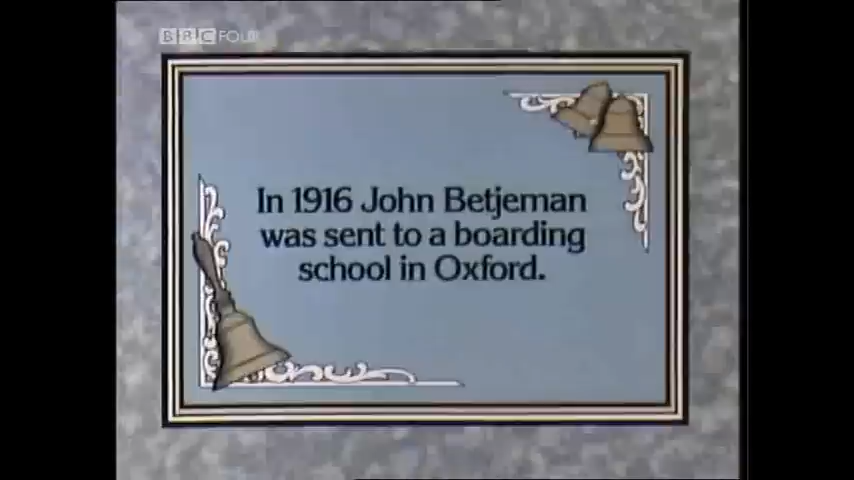 BBC FOUR
In 1916 John Betjeman
was sent to a boarding
school in Oxford.